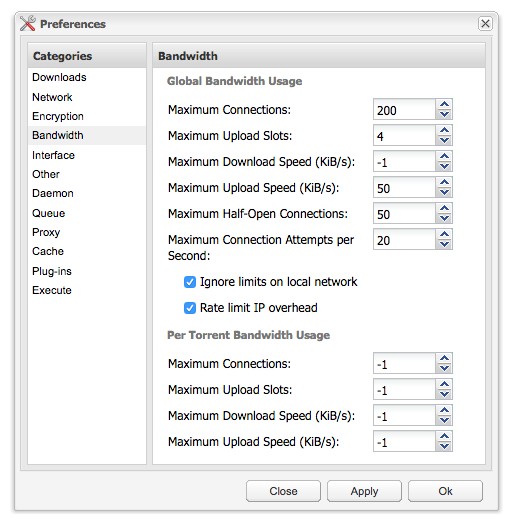 Preferences
Categories
Downloads
Network
Encryption
Bandwidth
Interface
Other
Daemon
Queue
Proxy
Cache
Plug-ins
Execute
Bandwidth
Global Bandwidth Usage
Maximum Connections: 200
Maximum Upload Slots: 4
Maximum Download Speed (KiB/s): -1
Maximum Upload Speed (KiB/s): 50
Maximum Half-Open Connections: 50
Maximum Connection Attempts per 20
Second:
Ignore limits on local network
Rate limit IP overhead
Per Torrent Bandwidth Usage
Maximum Connections: -1
Maximum Upload Slots: -1
Maximum Download Speed (KiB/s): -1
Maximum Upload Speed (KiB/s): -1
Close Apply Ok